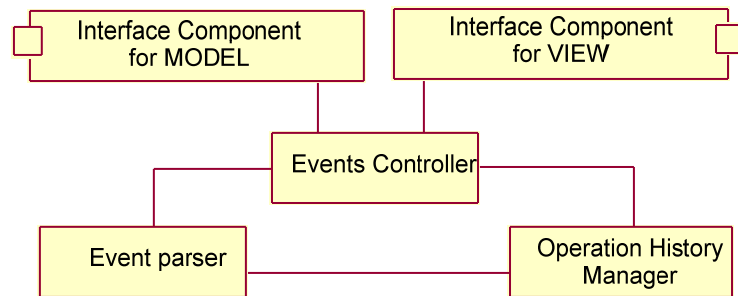 Interface Component
for MODEL
Interface Component
for VIEW
Events Controller
Event parser
Operation History
Manager